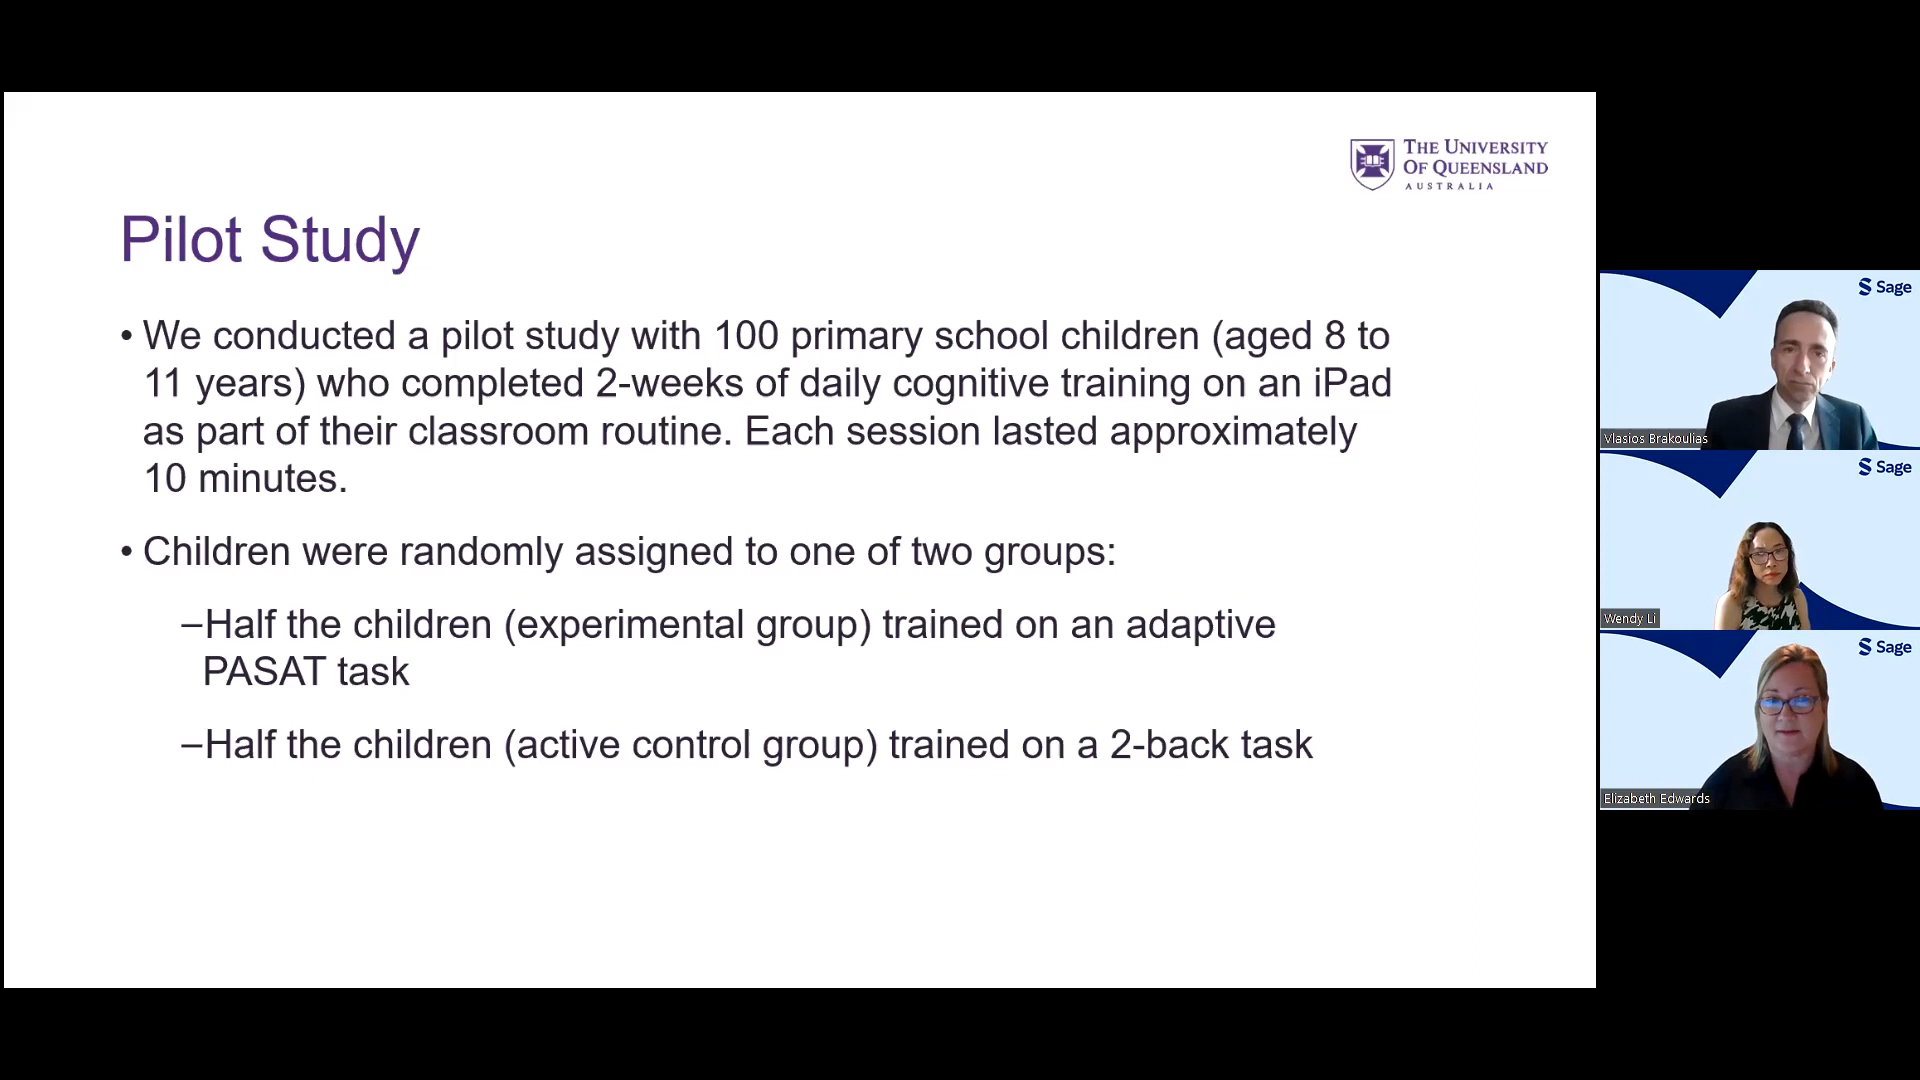 THE UNIVERSITY
OF QUEENSLAND
AUSTRALIA
Pilot Study
• We conducted a pilot study with 100 primary school children (aged 8 to
11 years) who completed 2-weeks of daily cognitive training on an iPad
as part of their classroom routine. Each session lasted approximately
10 minutes.
• Children were randomly assigned to one of two groups:
–Half the children (experimental group) trained on an adaptive
PASAT task
–Half the children (active control group) trained on a 2-back task
Sage
Vlasios Brakoulias
Sage
Wendy Li
Sage
Elizabeth Edwards